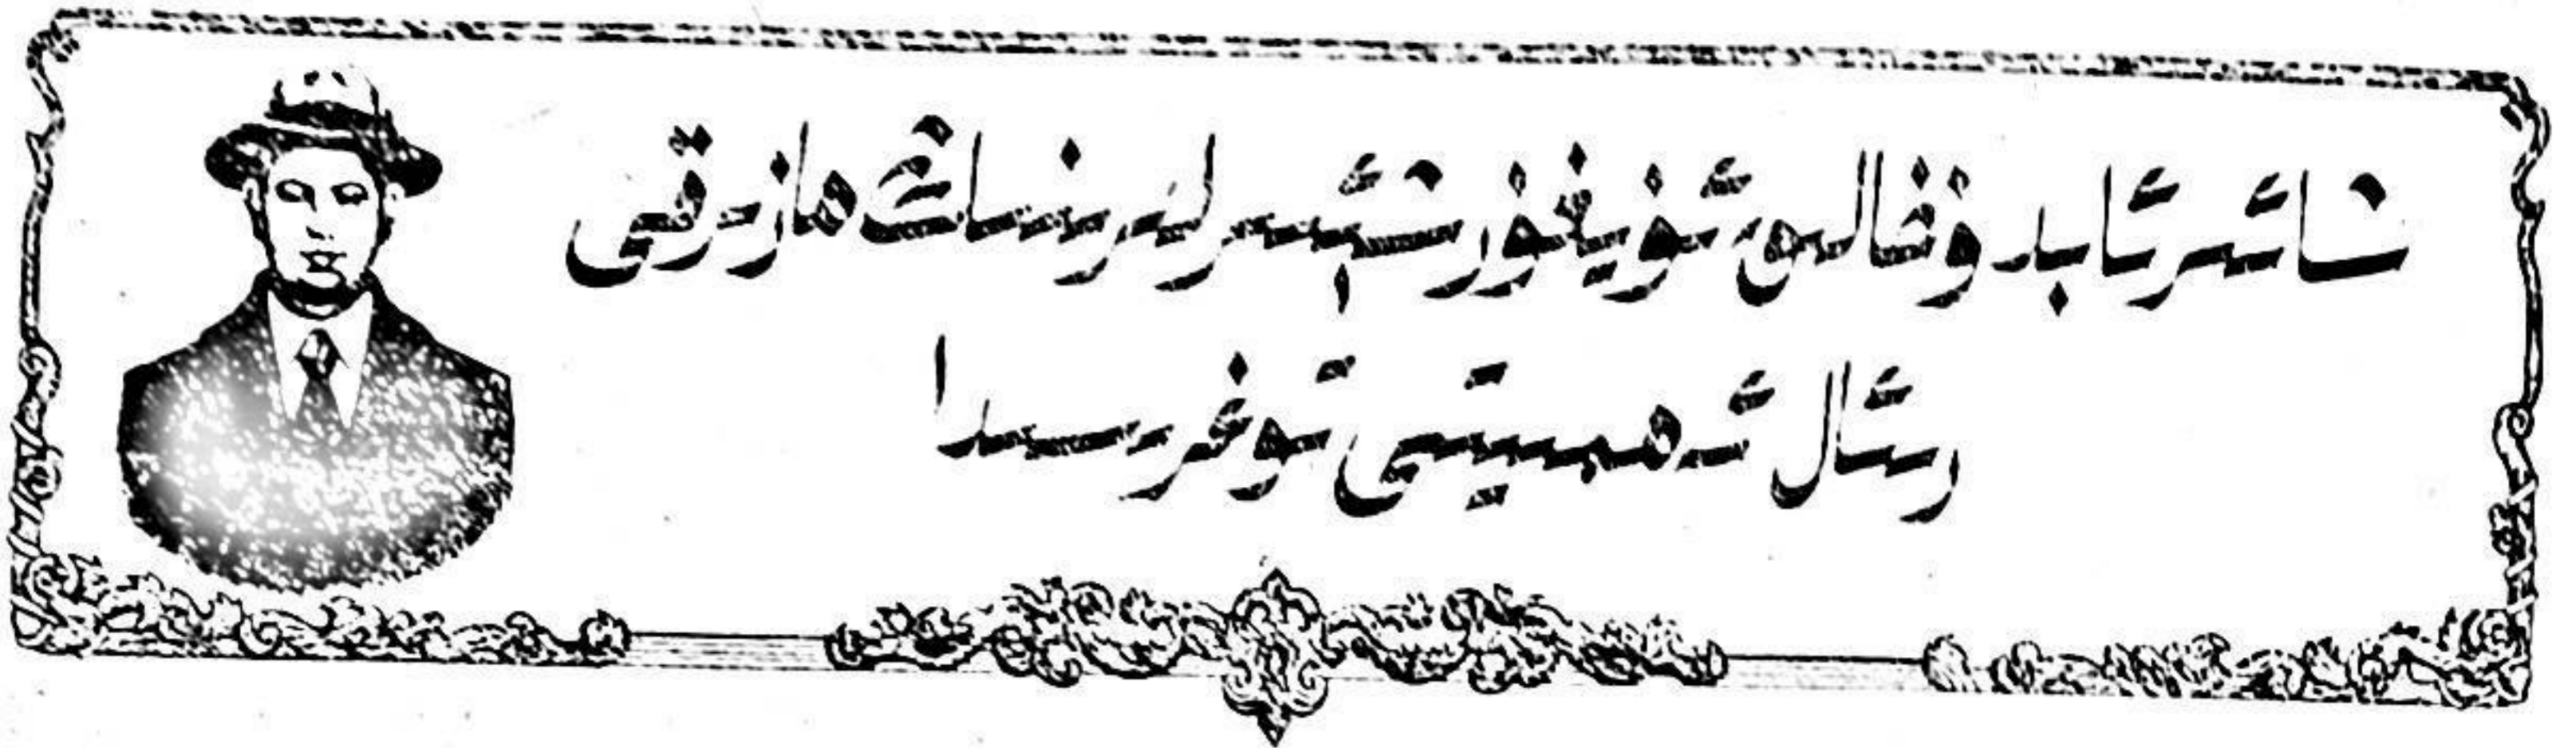 شائىر ئابدۇخالىق ئۇيغۇر شېئىرلىرىنىڭ ھازىرقى
رېئال ئەھمىيىتى توغرىسىدا